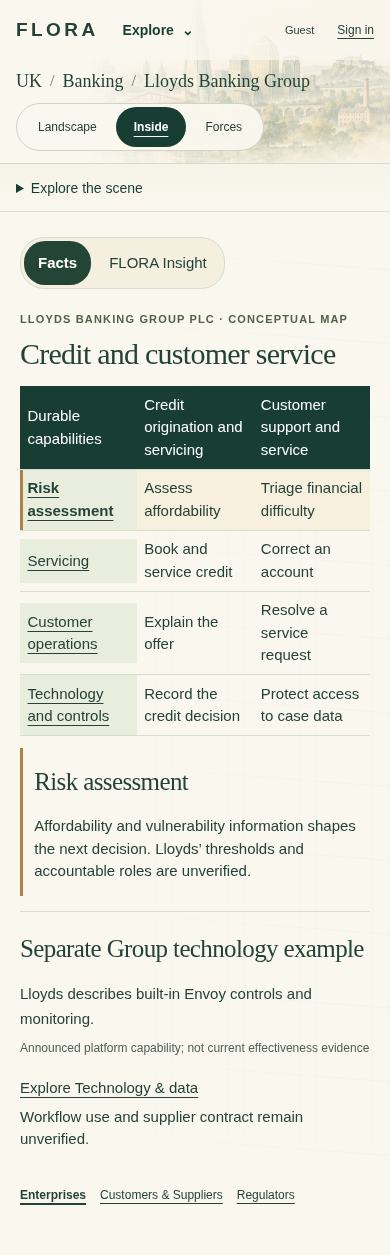 FLORA Explore ⌄ Guest Sign in
UK / Banking / Lloyds Banking Group
Landscape Inside Forces
▶ Explore the scene
Facts FLORA Insight
LLOYDS BANKING GROUP PLC · CONCEPTUAL MAP
Credit and customer service
Durable capabilities | Credit origination and servicing | Customer support and service
Risk assessment | Assess affordability | Triage financial difficulty
Servicing | Book and service credit | Correct an account
Customer operations | Explain the offer | Resolve a service request
Technology and controls | Record the credit decision | Protect access to case data
Risk assessment
Affordability and vulnerability information shapes
the next decision. Lloyds’ thresholds and
accountable roles are unverified.
Separate Group technology example
Lloyds describes built-in Envoy controls and
monitoring.
Announced platform capability; not current effectiveness evidence
Explore Technology & data
Workflow use and supplier contract remain
unverified.
Enterprises Customers & Suppliers Regulators